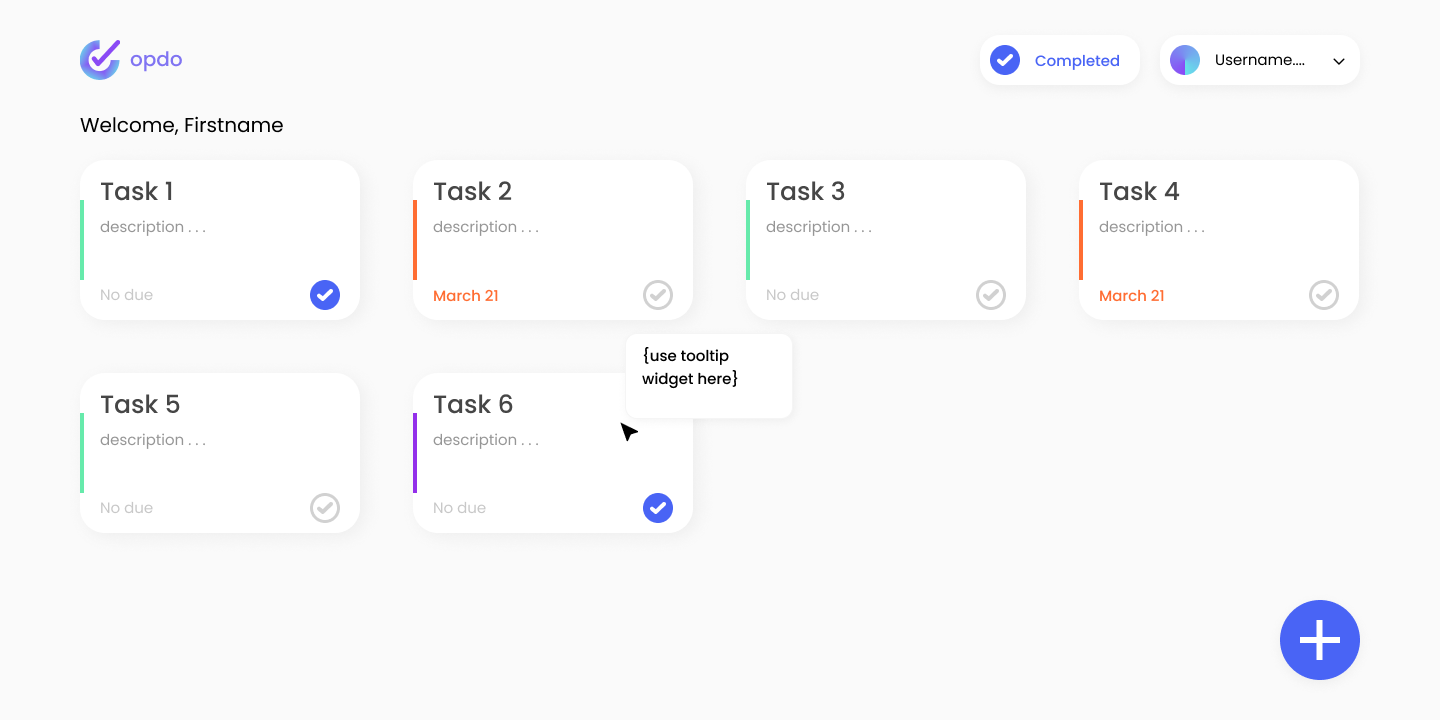 opdo
Completed
Username....
Welcome, Firstname
Task 1
description . . .
No due
Task 2
description . . .
March 21
Task 3
description . . .
No due
Task 4
description . . .
March 21
{use tooltip
widget here}
Task 5
description . . .
No due
Task 6
description . . .
No due